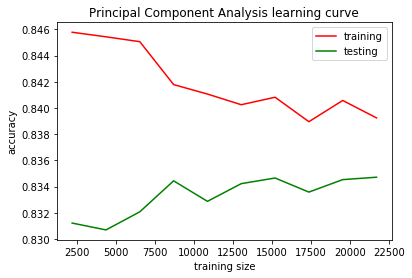 Principal Component Analysis learning curve
training
testing
accuracy
0.846
0.844
0.842
0.840
0.838
0.836
0.834
0.832
0.830
2500 5000 7500 10000 12500 15000 17500 20000 22500
training size